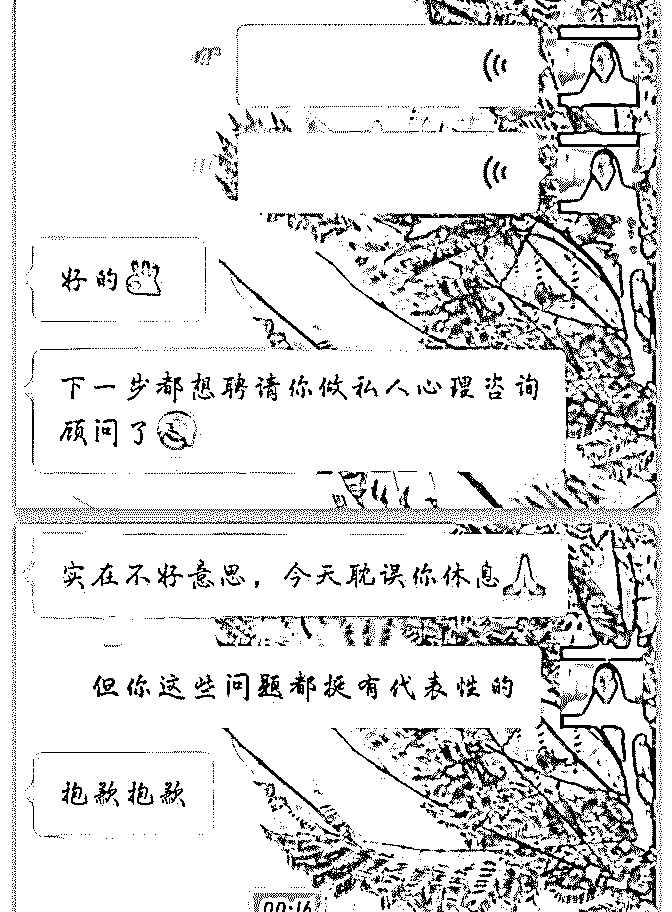 好的
下一步都想聘请你做私人心理咨询
顾问了
实在不好意思，今天耽误你休息
但你这些问题都挺有代表性的
抱歉抱歉
00:16